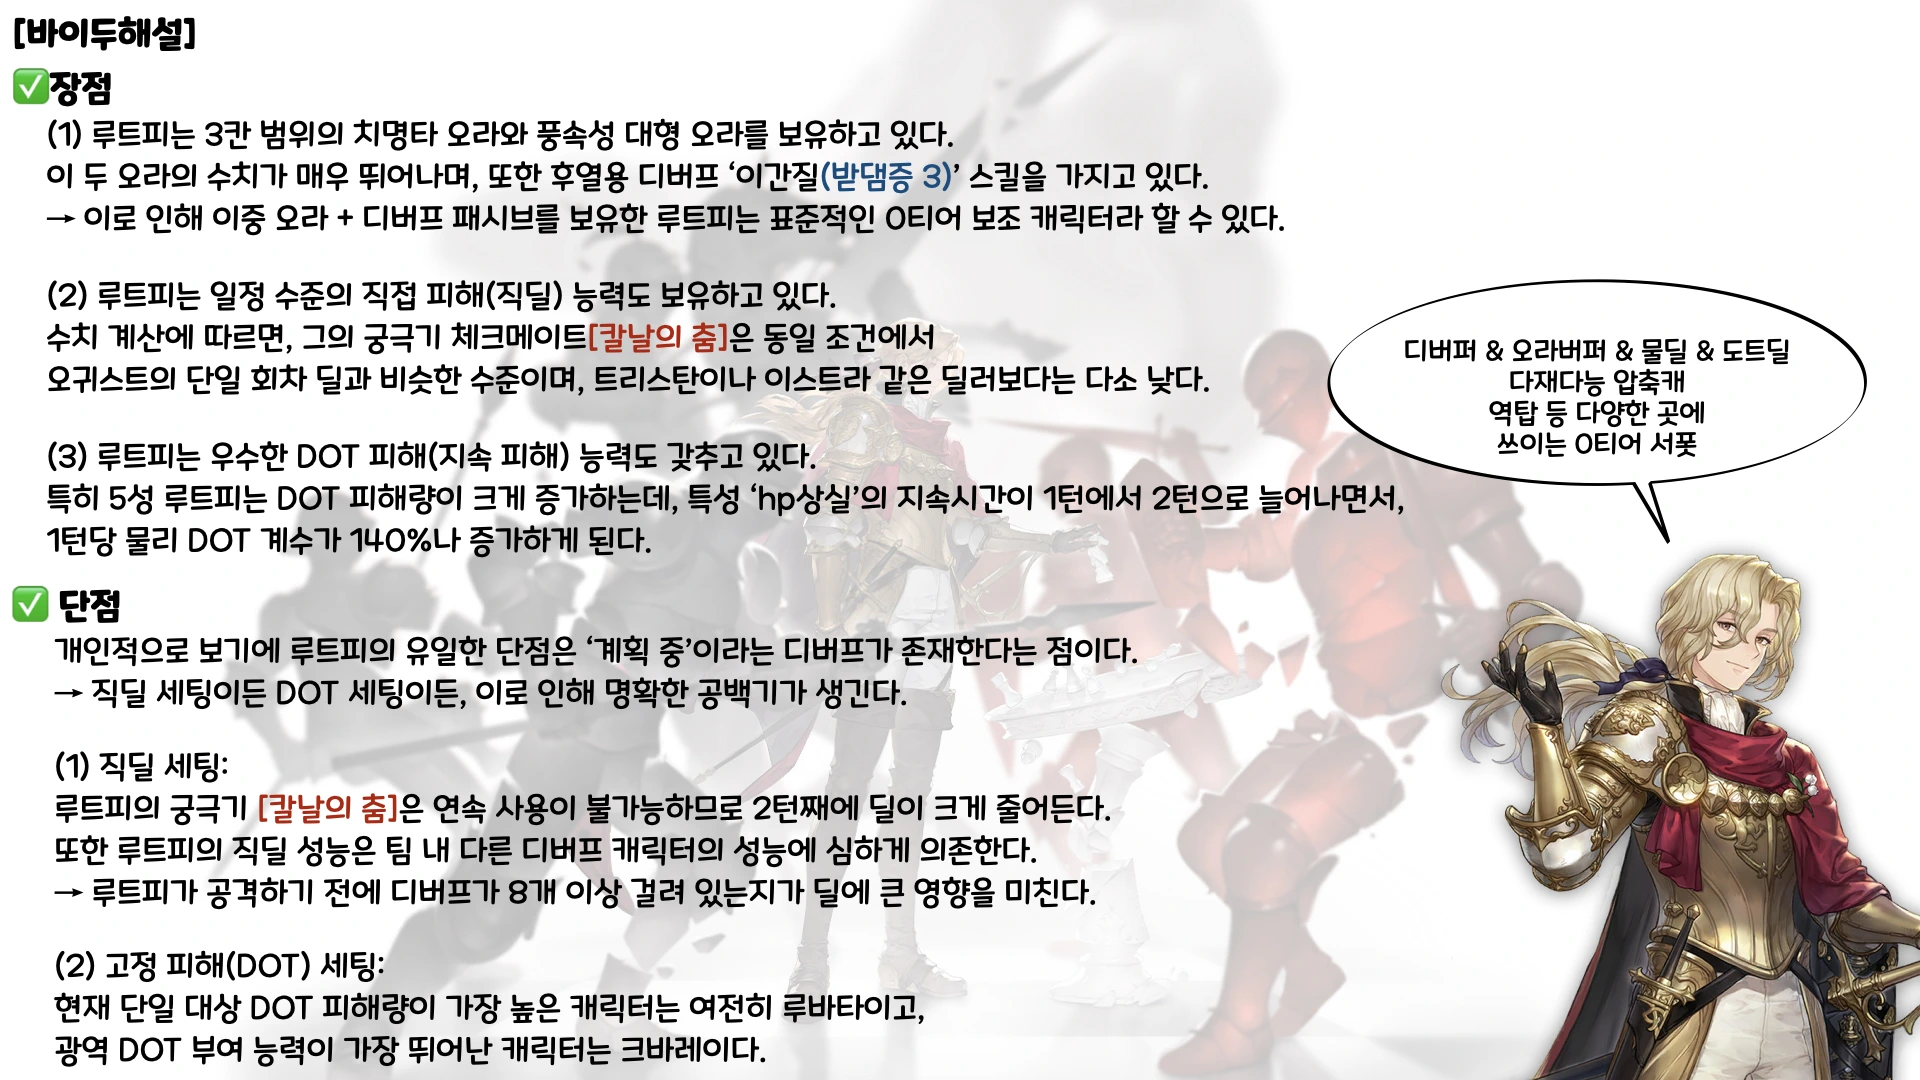 [바이두해설]
✅장점
(1) 루트피는 3칸 범위의 치명타 오라와 풍속성 대형 오라를 보유하고 있다.
이 두 오라의 수치가 매우 뛰어나며, 또한 후열용 디버프 ‘이간질(받댐증 3)’ 스킬을 가지고 있다.
→ 이로 인해 이중 오라 + 디버프 패시브를 보유한 루트피는 표준적인 0티어 보조 캐릭터라 할 수 있다.
(2) 루트피는 일정 수준의 직접 피해(직딜) 능력도 보유하고 있다.
수치 계산에 따르면, 그의 궁극기 체크메이트[칼날의 춤]은 동일 조건에서
오귀스트의 단일 회차 딜과 비슷한 수준이며, 트리스탄이나 이스트라 같은 딜러보다는 다소 낮다.
(3) 루트피는 우수한 DOT 피해(지속 피해) 능력도 갖추고 있다.
특히 5성 루트피는 DOT 피해량이 크게 증가하는데, 특성 ‘hp상실’의 지속시간이 1턴에서 2턴으로 늘어나면서,
1턴당 물리 DOT 계수가 140%나 증가하게 된다.
✅ 단점
개인적으로 보기에 루트피의 유일한 단점은 ‘계획 중’이라는 디버프가 존재한다는 점이다.
→ 직딜 세팅이든 DOT 세팅이든, 이로 인해 명확한 공백기가 생긴다.
(1) 직딜 세팅:
루트피의 궁극기 [칼날의 춤]은 연속 사용이 불가능하므로 2턴째에 딜이 크게 줄어든다.
또한 루트피의 직딜 성능은 팀 내 다른 디버프 캐릭터의 성능에 심하게 의존한다.
→ 루트피가 공격하기 전에 디버프가 8개 이상 걸려 있는지가 딜에 큰 영향을 미친다.
(2) 고정 피해(DOT) 세팅:
현재 단일 대상 DOT 피해량이 가장 높은 캐릭터는 여전히 루바타이고,
광역 DOT 부여 능력이 가장 뛰어난 캐릭터는 크바레이다.
디버퍼 & 오라버퍼 & 물딜 & 도트딜
다재다능 압축캐
역탑 등 다양한 곳에
쓰이는 0티어 서폿